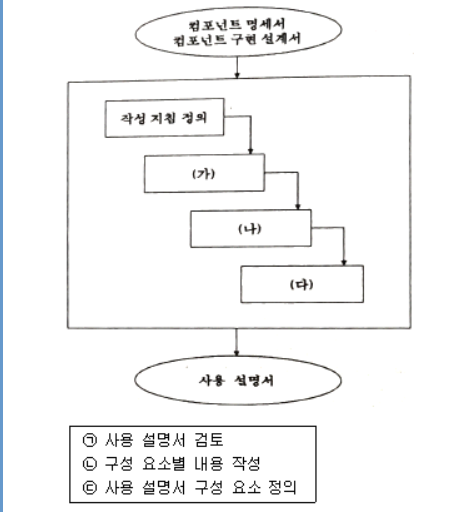 컴포넌트 명세서
컴포넌트 구현 설계서
작성 지침 정의
(가)
(나)
(다)
사용 설명서
㉠ 사용 설명서 검토
㉡ 구성 요소별 내용 작성
㉢ 사용 설명서 구성 요소 정의